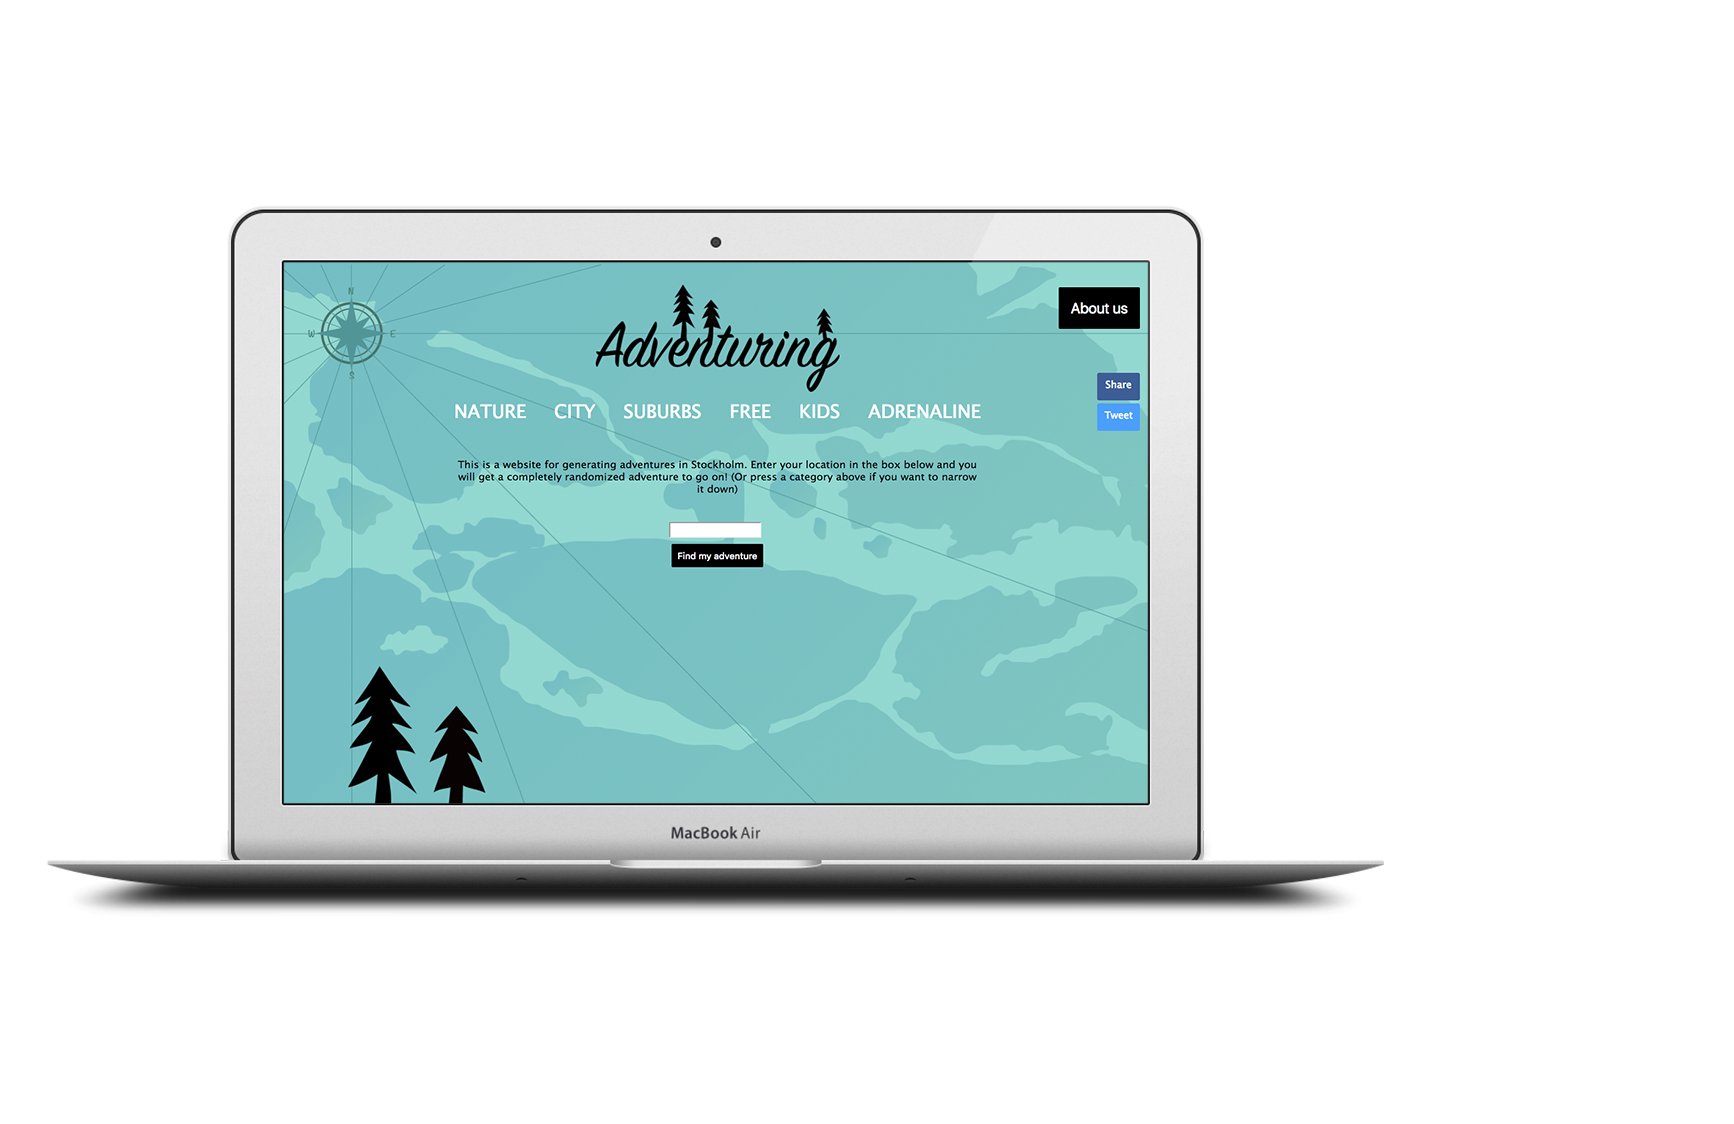 N
W
E
S
Adventuring
About us
Share
Tweet
NATURE CITY SUBURBS FREE KIDS ADRENALINE
This is a website for generating adventures in Stockholm. Enter your location in the box below and you
will get a completely randomized adventure to go on! (Or press a category above if you want to narrow
it down)
Find my adventure
MacBook Air